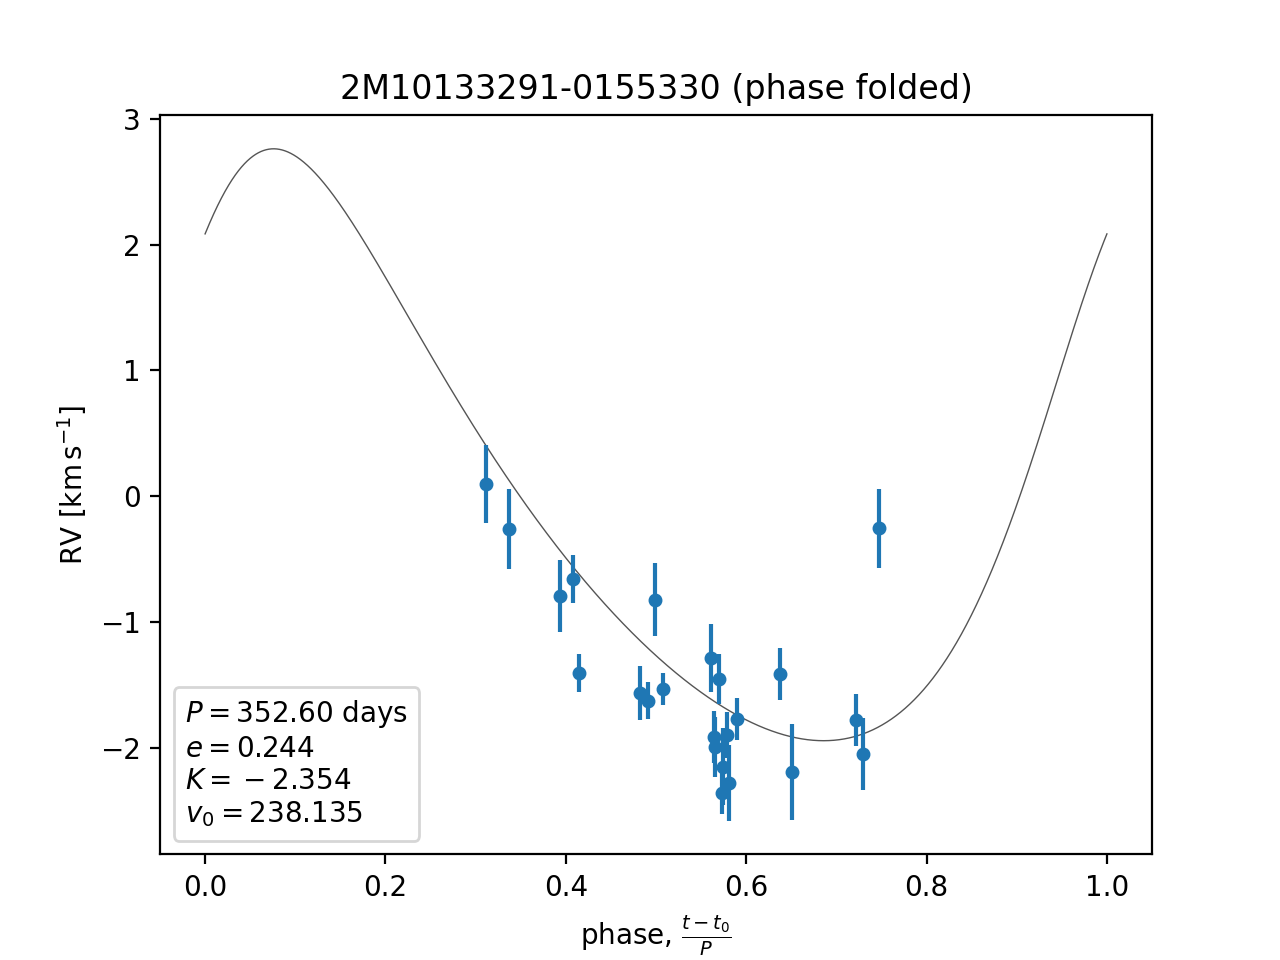 2M10133291-0155330 (phase folded)
3
2
1
0
−1
−2
RV [km s⁻¹]
P = 352.60 days
e = 0.244
K = −2.354
v₀ = 238.135
0.0 0.2 0.4 0.6 0.8 1.0
phase, (t − t₀)/P